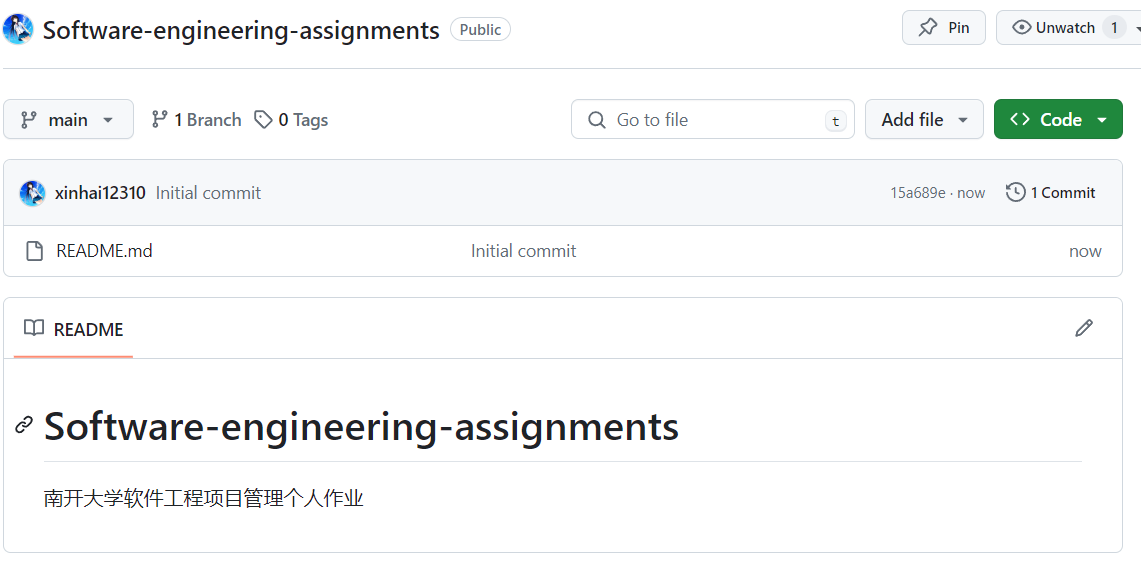 Software-engineering-assignments Public Pin Unwatch 1
main 1 Branch 0 Tags Go to file t Add file Code
xinhai12310 Initial commit 15a689e · now 1 Commit
README.md Initial commit now
README
Software-engineering-assignments
南开大学软件工程项目管理个人作业